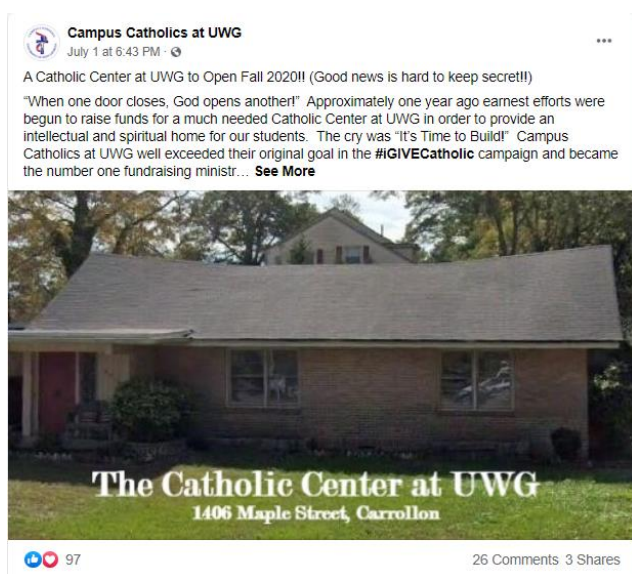 Campus Catholics at UWG
July 1 at 6:43 PM ·
A Catholic Center at UWG to Open Fall 2020!! (Good news is hard to keep secret!!)
“When one door closes, God opens another!” Approximately one year ago earnest efforts were
begun to raise funds for a much needed Catholic Center at UWG in order to provide an
intellectual and spiritual home for our students. The cry was “It’s Time to Build!” Campus
Catholics at UWG well exceeded their original goal in the #iGIVECatholic campaign and became
the number one fundraising ministr… See More
The Catholic Center at UWG
1406 Maple Street, Carrollon
97
26 Comments 3 Shares